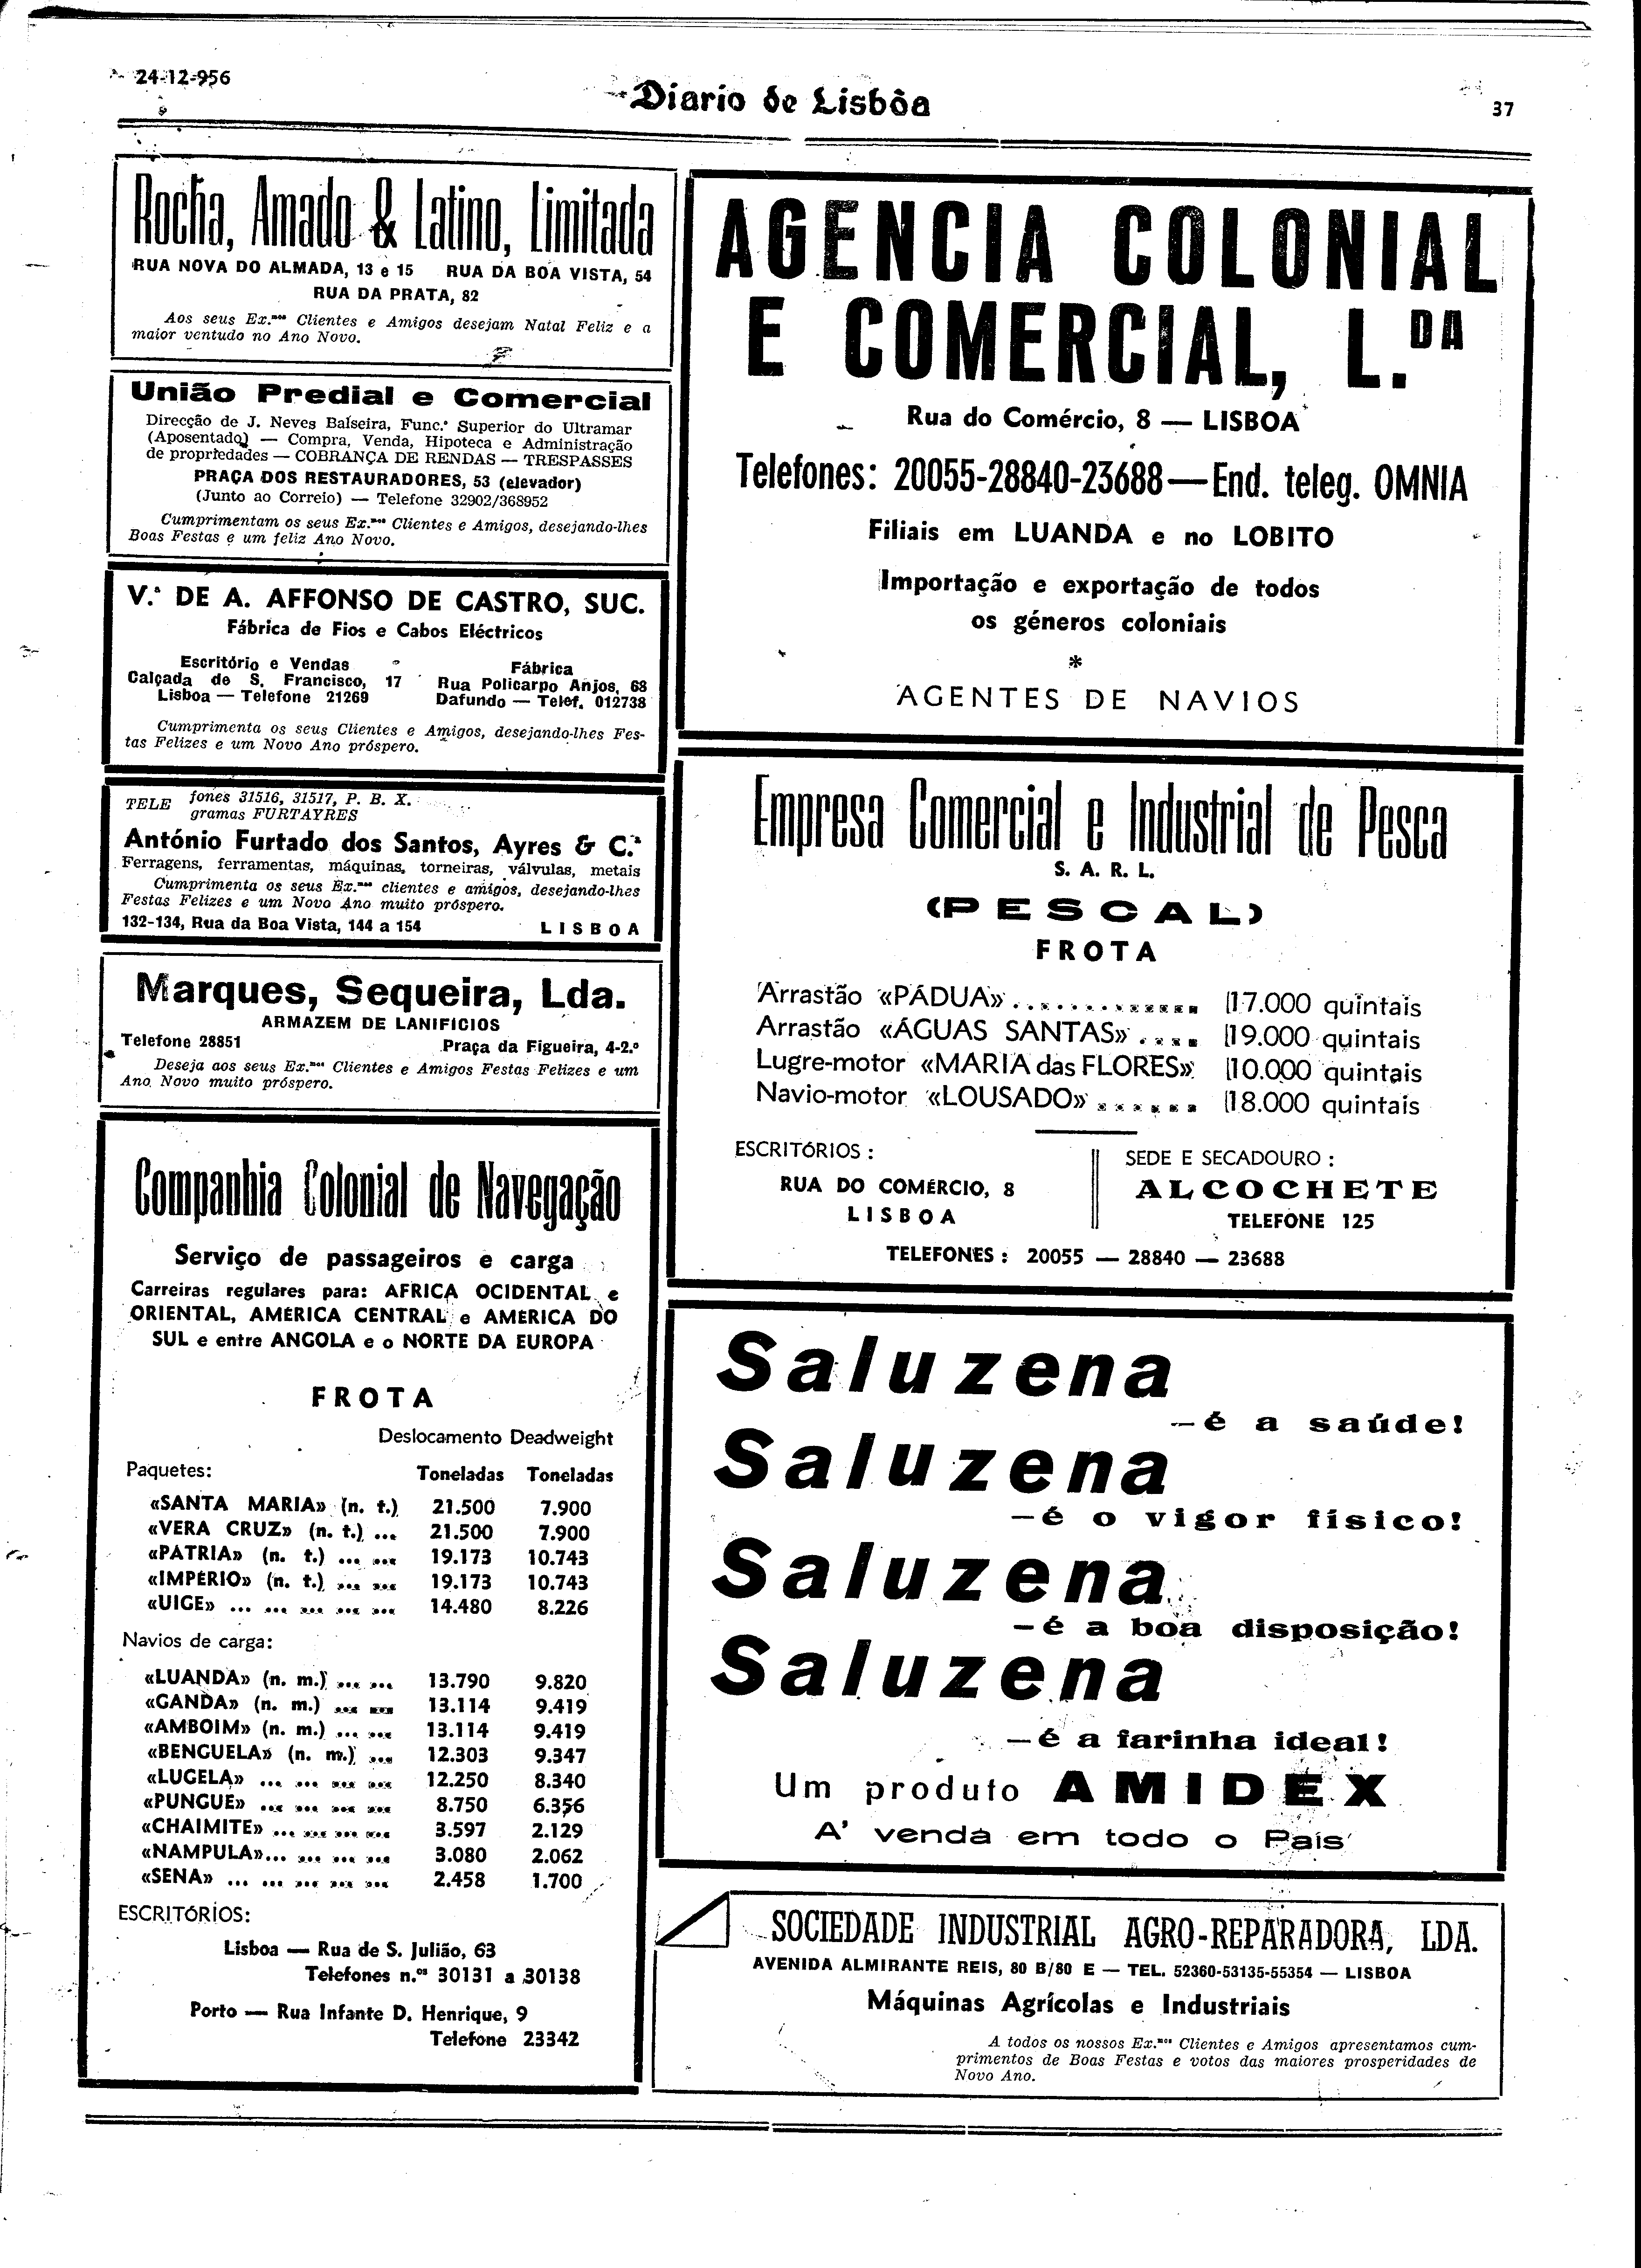 24-12-956
Diario de Lisbôa
37
Rocha, Amado & Latino, Limitada
RUA NOVA DO ALMADA, 13 e 15 RUA DA BOA VISTA, 54
RUA DA PRATA, 82
Aos seus Ex.mos Clientes e Amigos desejam Natal Feliz e a
maior ventudo no Ano Novo.
União Predial e Comercial
Direcção de J. Neves Balseira, Func.º Superior do Ultramar
(Aposentado) — Compra, Venda, Hipoteca e Administração
de propriedades — COBRANÇA DE RENDAS — TRESPASSES
PRAÇA DOS RESTAURADORES, 53 (elevador)
(Junto ao Correio) — Telefone 32902/368952
Cumprimentam os seus Ex.mos Clientes e Amigos, desejando-lhes
Boas Festas e um feliz Ano Novo.
V.ª DE A. AFFONSO DE CASTRO, SUC.
Fábrica de Fios e Cabos Eléctricos
Escritório e Vendas
Calçada de S. Francisco, 17
Lisboa — Telefone 21269
Fábrica
Rua Policarpo Anjos, 68
Dafundo — Telef. 012738
Cumprimenta os seus Clientes e Amigos, desejando-lhes Fes-
tas Felizes e um Novo Ano próspero.
TELE fones 31516, 31517, P. B. X.
gramas FURTAYRES
António Furtado dos Santos, Ayres & C.ª
Ferragens, ferramentas, máquinas, torneiras, válvulas, metais
Cumprimenta os seus Ex.mos clientes e amigos, desejando-lhes
Festas Felizes e um Novo Ano muito próspero.
132-134, Rua da Boa Vista, 144 a 154 LISBOA
Marques, Sequeira, Lda.
ARMAZEM DE LANIFICIOS
Telefone 28851 Praça da Figueira, 4-2.º
Deseja aos seus Ex.mos Clientes e Amigos Festas Felizes e um
Ano Novo muito próspero.
Companhia Colonial de Navegação
Serviço de passageiros e carga
Carreiras regulares para: AFRICA OCIDENTAL e
ORIENTAL, AMÉRICA CENTRAL e AMÉRICA DO
SUL e entre ANGOLA e o NORTE DA EUROPA
FROTA
Deslocamento Deadweight
Paquetes: Toneladas Toneladas
«SANTA MARIA» (n. t.) 21.500 7.900
«VERA CRUZ» (n. t.) ... 21.500 7.900
«PATRIA» (n. t.) ... ... 19.173 10.743
«IMPÉRIO» (n. t.) ... ... 19.173 10.743
«UIGE» ... ... ... ... ... 14.480 8.226
Navios de carga:
«LUANDA» (n. m.) ... ... 13.790 9.820
«GANDA» (n. m.) ... ... 13.114 9.419
«AMBOIM» (n. m.) ... ... 13.114 9.419
«BENGUELA» (n. m.) ... 12.303 9.347
«LUGELA» ... ... ... ... 12.250 8.340
«PUNGUE» ... ... ... ... 8.750 6.356
«CHAIMITE» ... ... ... ... 3.597 2.129
«NAMPULA»... ... ... ... 3.080 2.062
«SENA» ... ... ... ... ... 2.458 1.700
ESCRITÓRIOS:
Lisboa — Rua de S. Julião, 63
Telefones n.os 30131 a 30138
Porto — Rua Infante D. Henrique, 9
Telefone 23342
AGENCIA COLONIAL
E COMERCIAL, L.DA
Rua do Comércio, 8 — LISBOA
Telefones: 20055-28840-23688—End. teleg. OMNIA
Filiais em LUANDA e no LOBITO
Importação e exportação de todos
os géneros coloniais
*
AGENTES DE NAVIOS
Empresa Comercial e Industrial de Pesca
S. A. R. L.
(PESCAL)
FROTA
Arrastão «PÁDUA» ............. 17.000 quintais
Arrastão «ÁGUAS SANTAS» .... 19.000 quintais
Lugre-motor «MARIA das FLORES» 10.000 quintais
Navio-motor «LOUSADO» ...... 18.000 quintais
ESCRITÓRIOS :
RUA DO COMÉRCIO, 8
LISBOA
SEDE E SECADOURO :
ALCOCHETE
TELEFONE 125
TELEFONES : 20055 — 28840 — 23688
Saluzena
— é a saúde!
Saluzena
— é o vigor físico!
Saluzena
— é a boa disposição!
Saluzena
— é a farinha ideal!
Um produto AMIDEX
A' venda em todo o País
SOCIEDADE INDUSTRIAL AGRO-REPARADORA, LDA.
AVENIDA ALMIRANTE REIS, 80 B/80 E — TEL. 52360-53135-55354 — LISBOA
Máquinas Agrícolas e Industriais
A todos os nossos Ex.mos Clientes e Amigos apresentamos cum-
primentos de Boas Festas e votos das maiores prosperidades de
Novo Ano.